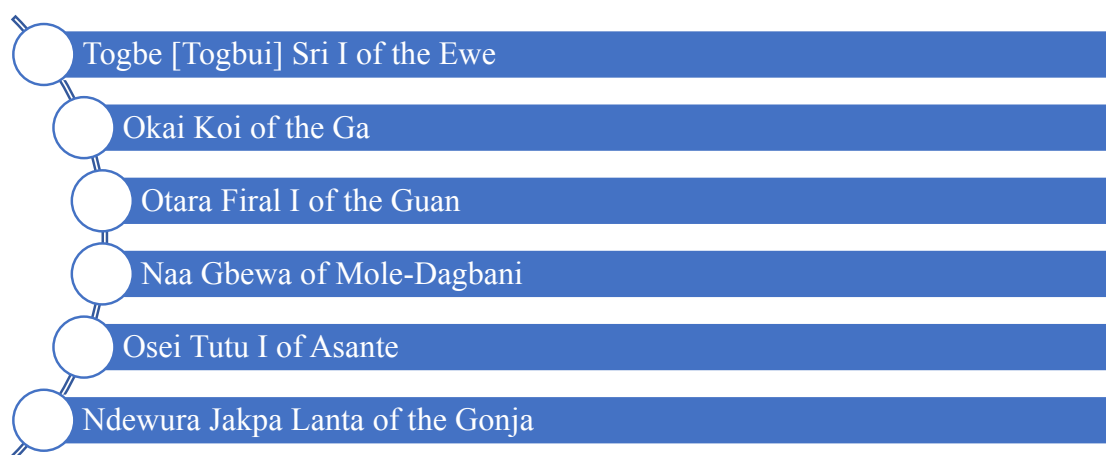 Togbe [Togbui] Sri I of the Ewe
Okai Koi of the Ga
Otara Firal I of the Guan
Naa Gbewa of Mole-Dagbani
Osei Tutu I of Asante
Ndewura Jakpa Lanta of the Gonja